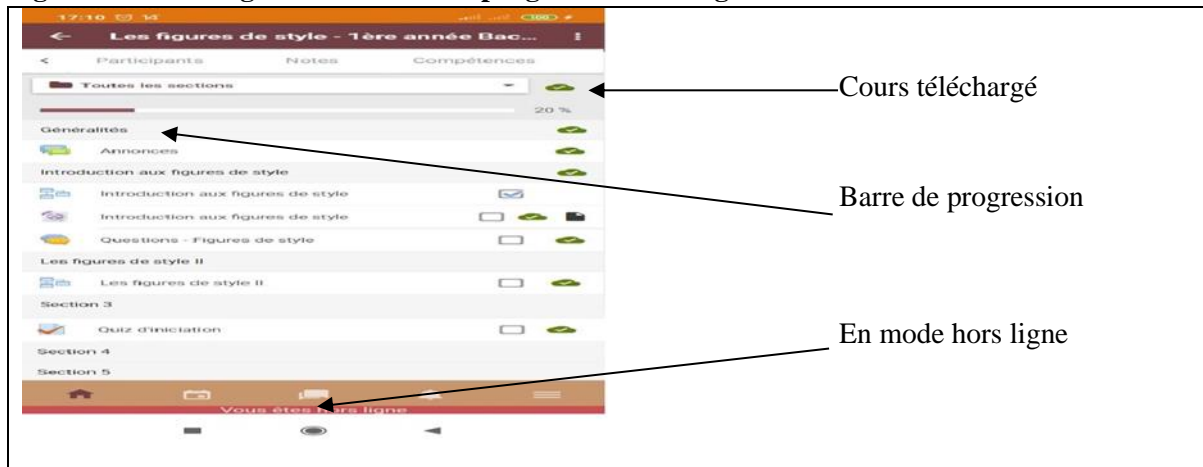 17:10
Les figures de style - 1ère année Bac...
Participants Notes Compétences
Toutes les sections
20 %
Généralités
Annonces
Introduction aux figures de style
Introduction aux figures de style
Introduction aux figures de style
Questions - Figures de style
Les figures de style II
Les figures de style II
Section 3
Quiz d'iniciation
Section 4
Section 5
Vous êtes hors ligne
Cours téléchargé
Barre de progression
En mode hors ligne